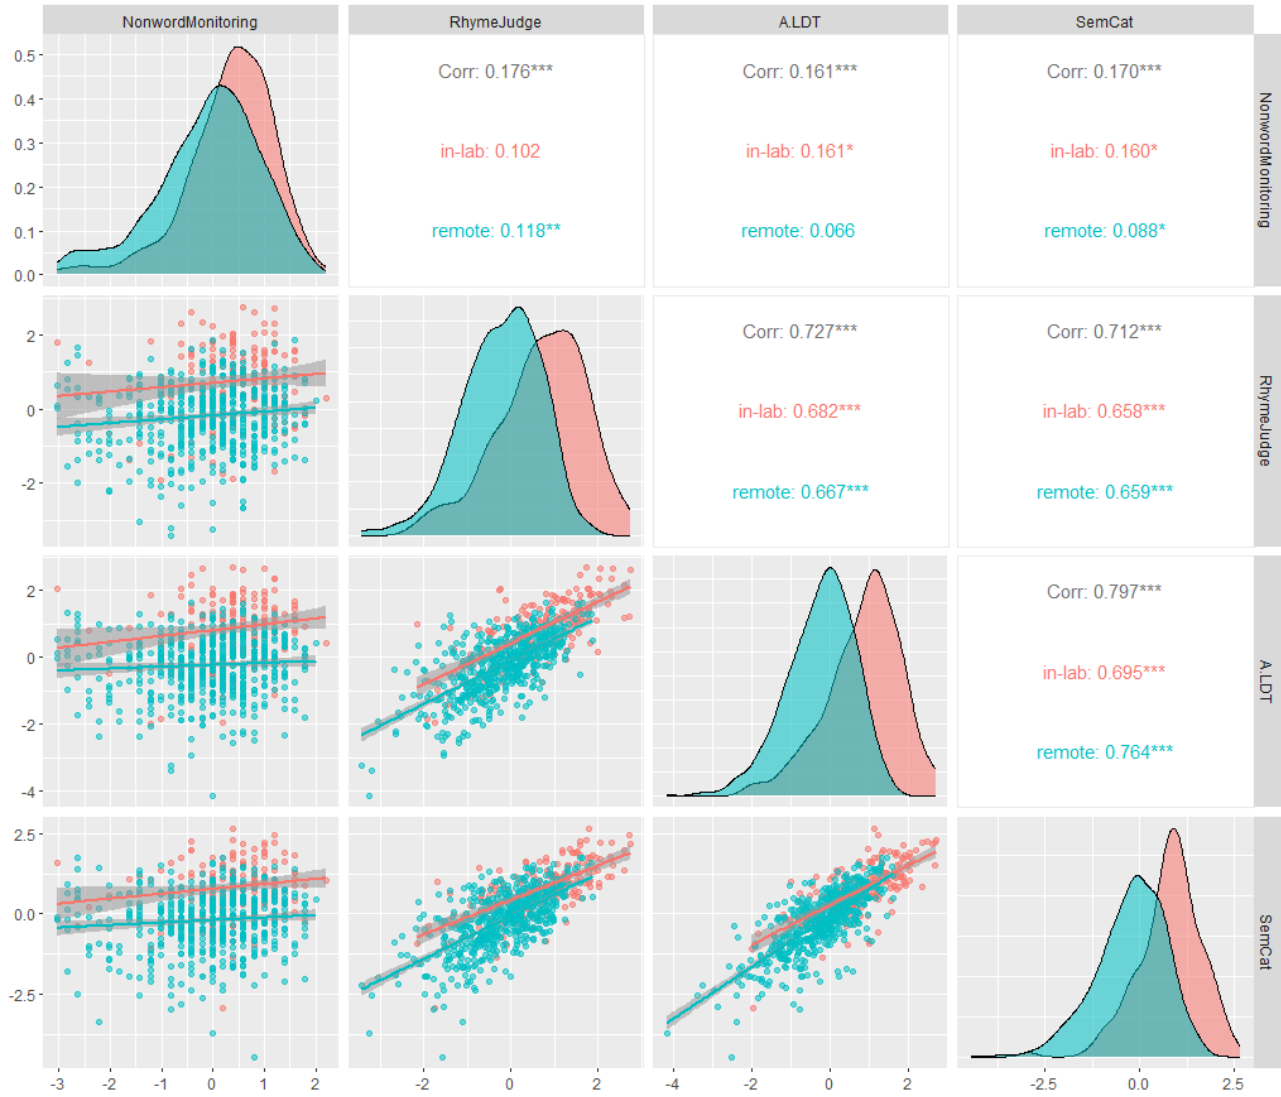 NonwordMonitoring
RhymeJudge
A.LDT
SemCat
0.5
0.4
0.3
0.2
0.1
0.0
Corr: 0.176***
in-lab: 0.102
remote: 0.118**
Corr: 0.161***
in-lab: 0.161*
remote: 0.066
Corr: 0.170***
in-lab: 0.160*
remote: 0.088*
NonwordMonitoring
2
0
-2
Corr: 0.727***
in-lab: 0.682***
remote: 0.667***
Corr: 0.712***
in-lab: 0.658***
remote: 0.659***
RhymeJudge
2
0
-2
-4
Corr: 0.797***
in-lab: 0.695***
remote: 0.764***
A.LDT
2.5
0.0
-2.5
SemCat
-3 -2 -1 0 1 2
-2 0 2
-4 -2 0 2
-2.5 0.0 2.5